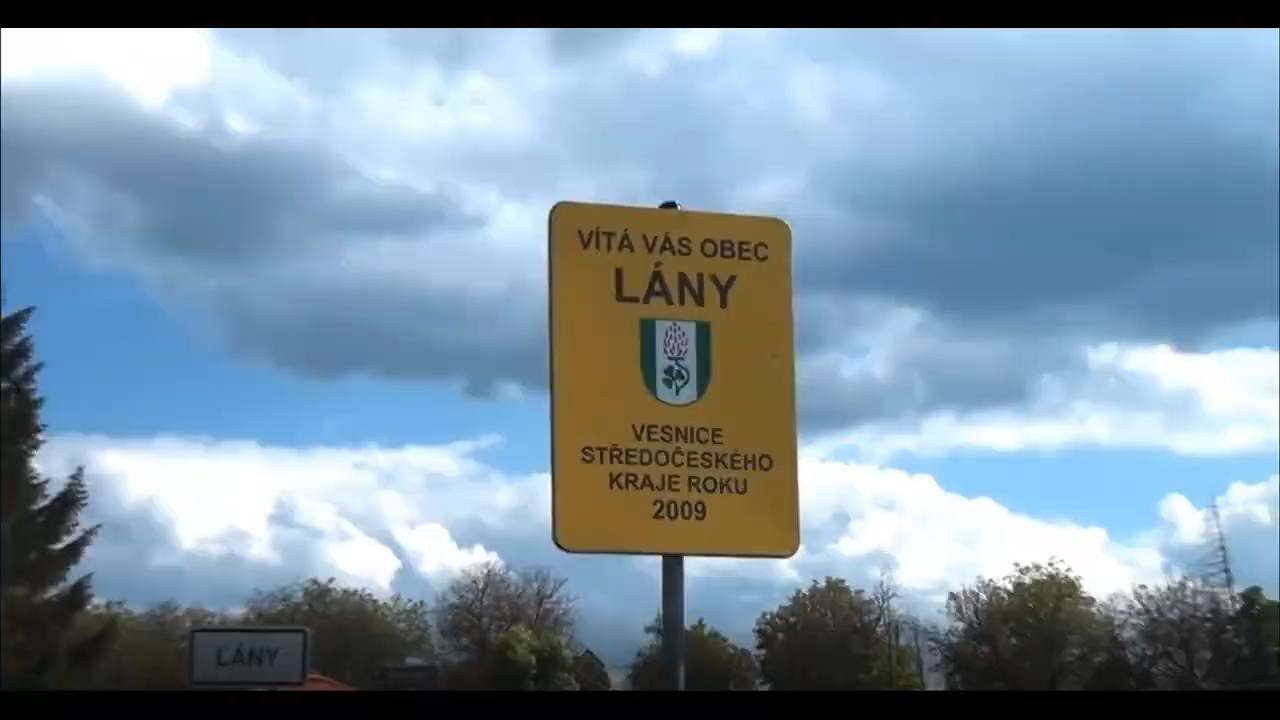 VÍTÁ VÁS OBEC
LÁNY
VESNICE
STŘEDOČESKÉHO
KRAJE ROKU
2009
LÁNY